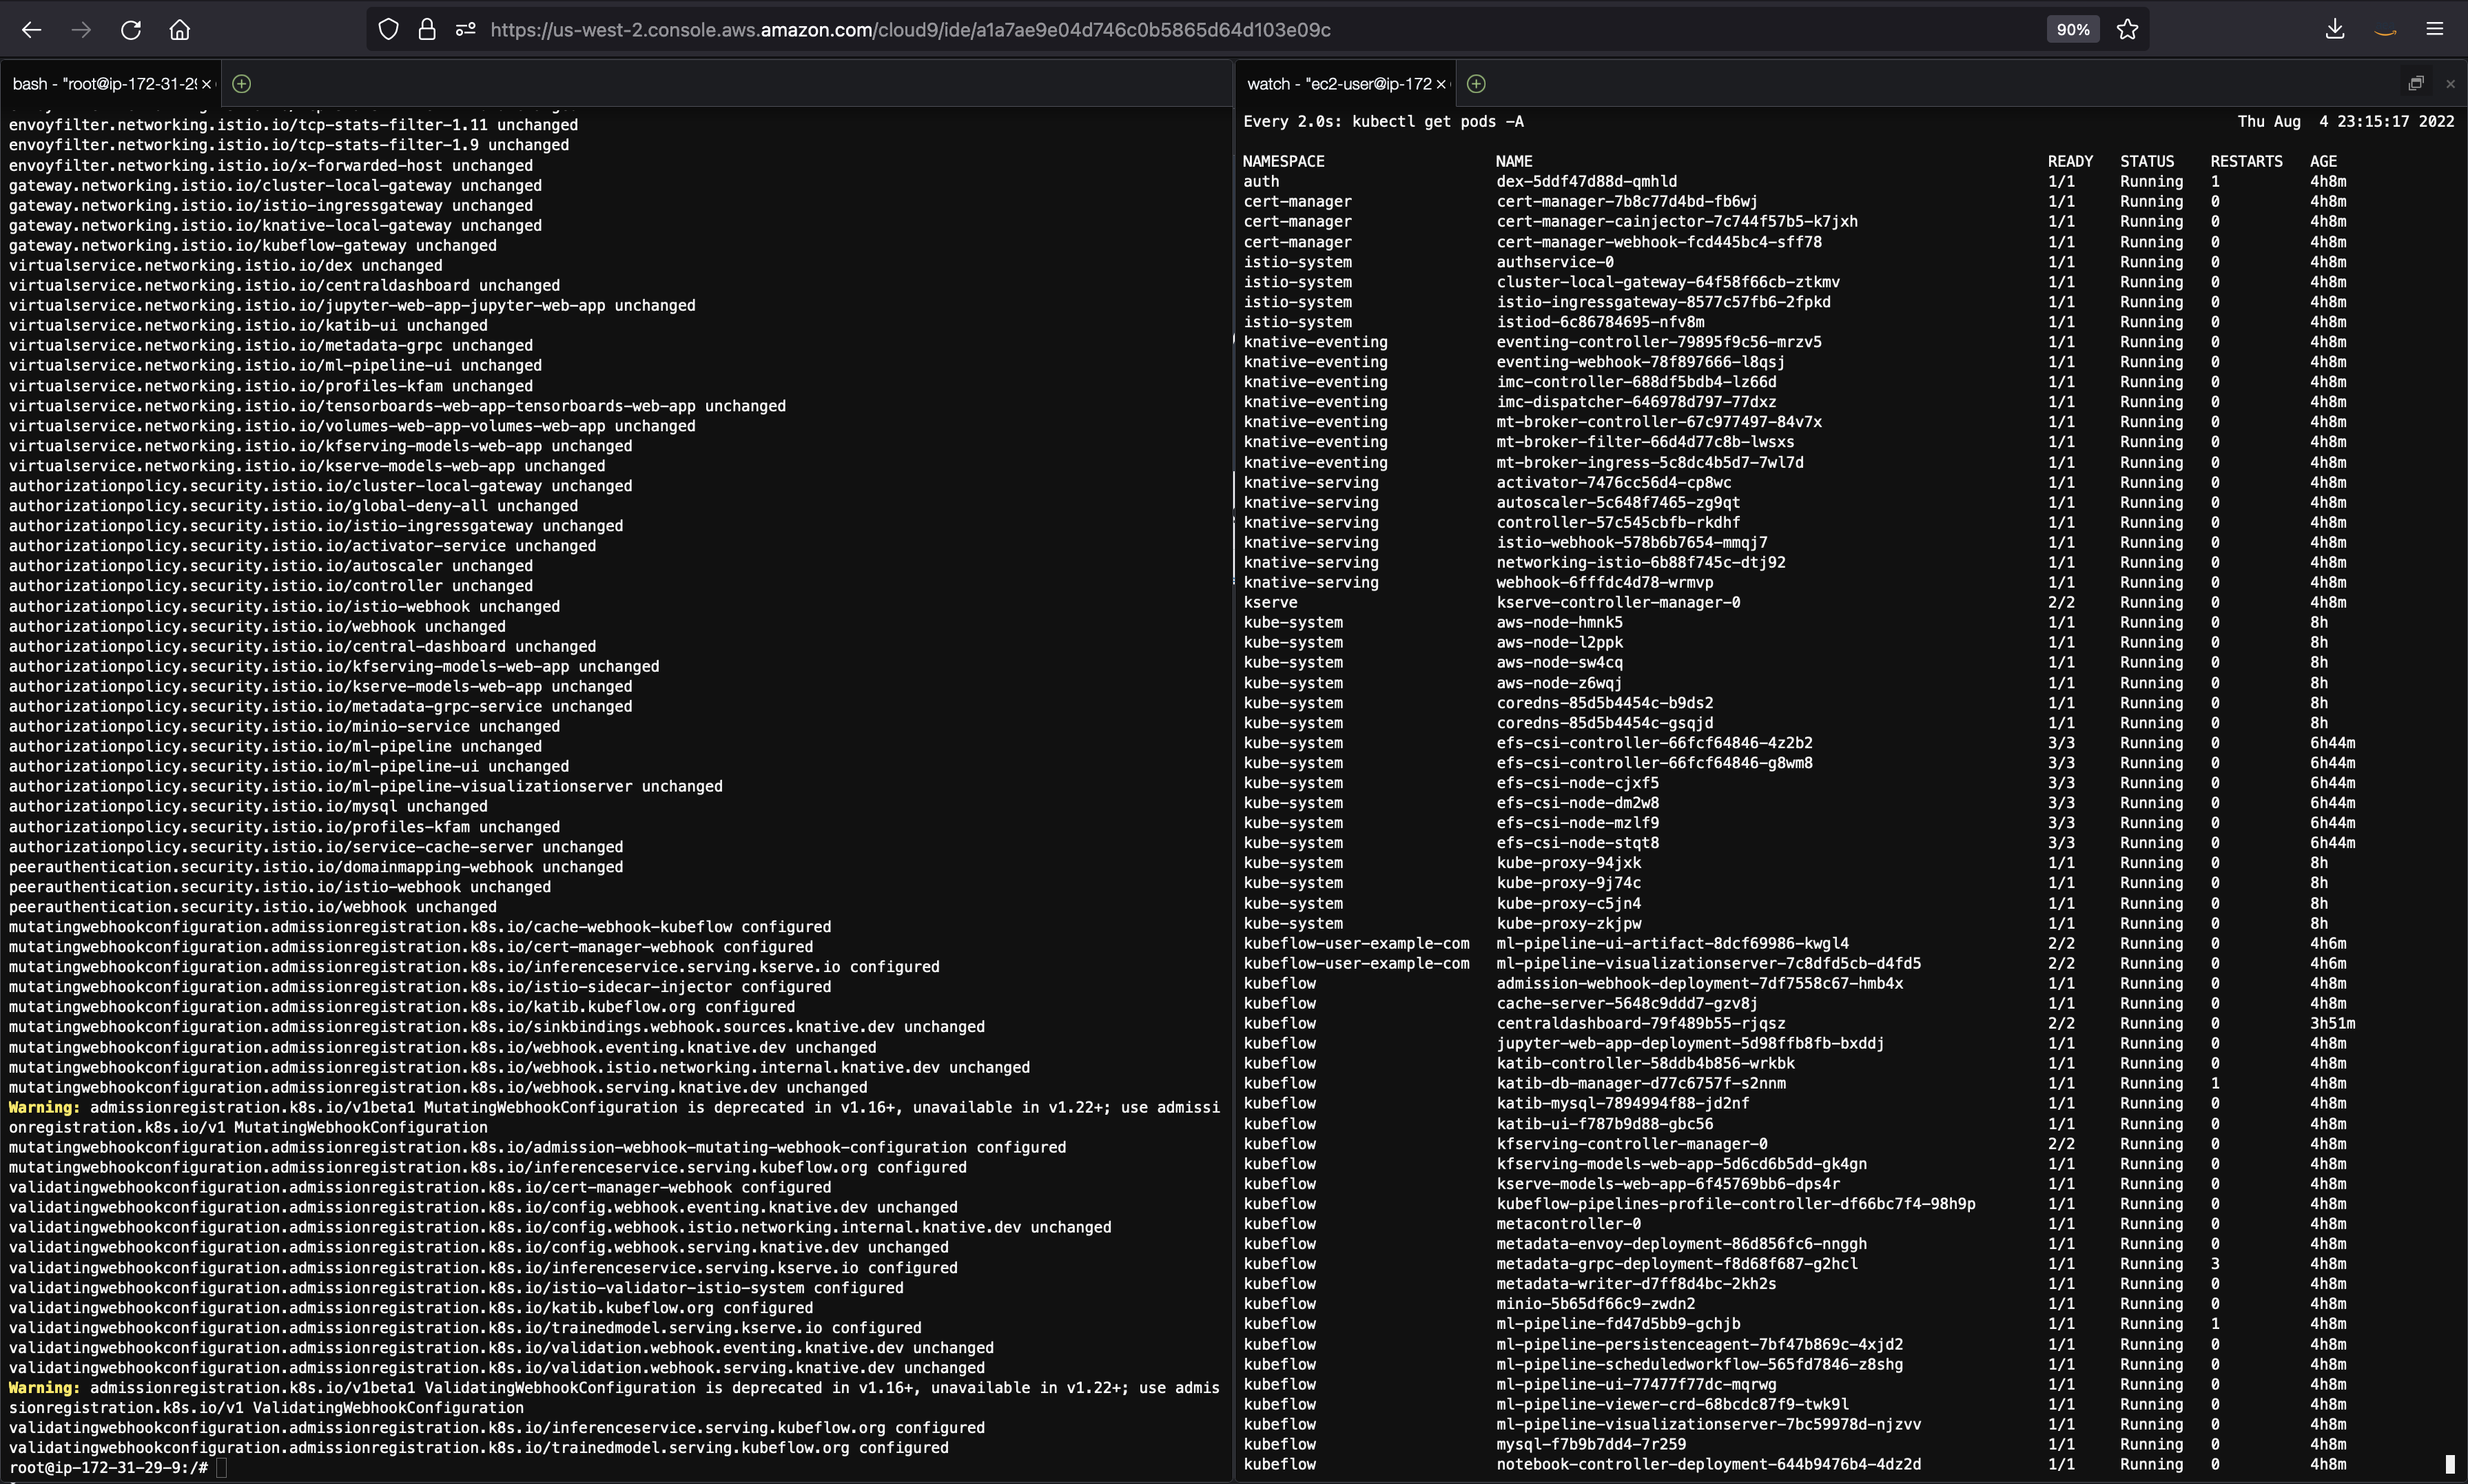 https://us-west-2.console.aws.amazon.com/cloud9/ide/a1a7ae9e04d746c0b5865d64d103e09c
90%
bash - "root@ip-172-31-29
envoyfilter.networking.istio.io/tcp-stats-filter-1.11 unchanged
envoyfilter.networking.istio.io/tcp-stats-filter-1.9 unchanged
envoyfilter.networking.istio.io/x-forwarded-host unchanged
gateway.networking.istio.io/cluster-local-gateway unchanged
gateway.networking.istio.io/istio-ingressgateway unchanged
gateway.networking.istio.io/knative-local-gateway unchanged
gateway.networking.istio.io/kubeflow-gateway unchanged
virtualservice.networking.istio.io/dex unchanged
virtualservice.networking.istio.io/centraldashboard unchanged
virtualservice.networking.istio.io/jupyter-web-app-jupyter-web-app unchanged
virtualservice.networking.istio.io/katib-ui unchanged
virtualservice.networking.istio.io/metadata-grpc unchanged
virtualservice.networking.istio.io/ml-pipeline-ui unchanged
virtualservice.networking.istio.io/profiles-kfam unchanged
virtualservice.networking.istio.io/tensorboards-web-app-tensorboards-web-app unchanged
virtualservice.networking.istio.io/volumes-web-app-volumes-web-app unchanged
virtualservice.networking.istio.io/kfserving-models-web-app unchanged
virtualservice.networking.istio.io/kserve-models-web-app unchanged
authorizationpolicy.security.istio.io/cluster-local-gateway unchanged
authorizationpolicy.security.istio.io/global-deny-all unchanged
authorizationpolicy.security.istio.io/istio-ingressgateway unchanged
authorizationpolicy.security.istio.io/activator-service unchanged
authorizationpolicy.security.istio.io/autoscaler unchanged
authorizationpolicy.security.istio.io/controller unchanged
authorizationpolicy.security.istio.io/istio-webhook unchanged
authorizationpolicy.security.istio.io/webhook unchanged
authorizationpolicy.security.istio.io/central-dashboard unchanged
authorizationpolicy.security.istio.io/kfserving-models-web-app unchanged
authorizationpolicy.security.istio.io/kserve-models-web-app unchanged
authorizationpolicy.security.istio.io/metadata-grpc-service unchanged
authorizationpolicy.security.istio.io/minio-service unchanged
authorizationpolicy.security.istio.io/ml-pipeline unchanged
authorizationpolicy.security.istio.io/ml-pipeline-ui unchanged
authorizationpolicy.security.istio.io/ml-pipeline-visualizationserver unchanged
authorizationpolicy.security.istio.io/mysql unchanged
authorizationpolicy.security.istio.io/profiles-kfam unchanged
authorizationpolicy.security.istio.io/service-cache-server unchanged
peerauthentication.security.istio.io/domainmapping-webhook unchanged
peerauthentication.security.istio.io/istio-webhook unchanged
peerauthentication.security.istio.io/webhook unchanged
mutatingwebhookconfiguration.admissionregistration.k8s.io/cache-webhook-kubeflow configured
mutatingwebhookconfiguration.admissionregistration.k8s.io/cert-manager-webhook configured
mutatingwebhookconfiguration.admissionregistration.k8s.io/inferenceservice.serving.kserve.io configured
mutatingwebhookconfiguration.admissionregistration.k8s.io/istio-sidecar-injector configured
mutatingwebhookconfiguration.admissionregistration.k8s.io/katib.kubeflow.org configured
mutatingwebhookconfiguration.admissionregistration.k8s.io/sinkbindings.webhook.sources.knative.dev unchanged
mutatingwebhookconfiguration.admissionregistration.k8s.io/webhook.eventing.knative.dev unchanged
mutatingwebhookconfiguration.admissionregistration.k8s.io/webhook.istio.networking.internal.knative.dev unchanged
mutatingwebhookconfiguration.admissionregistration.k8s.io/webhook.serving.knative.dev unchanged
Warning: admissionregistration.k8s.io/v1beta1 MutatingWebhookConfiguration is deprecated in v1.16+, unavailable in v1.22+; use admissi
onregistration.k8s.io/v1 MutatingWebhookConfiguration
mutatingwebhookconfiguration.admissionregistration.k8s.io/admission-webhook-mutating-webhook-configuration configured
mutatingwebhookconfiguration.admissionregistration.k8s.io/inferenceservice.serving.kubeflow.org configured
validatingwebhookconfiguration.admissionregistration.k8s.io/cert-manager-webhook configured
validatingwebhookconfiguration.admissionregistration.k8s.io/config.webhook.eventing.knative.dev unchanged
validatingwebhookconfiguration.admissionregistration.k8s.io/config.webhook.istio.networking.internal.knative.dev unchanged
validatingwebhookconfiguration.admissionregistration.k8s.io/config.webhook.serving.knative.dev unchanged
validatingwebhookconfiguration.admissionregistration.k8s.io/inferenceservice.serving.kserve.io configured
validatingwebhookconfiguration.admissionregistration.k8s.io/istio-validator-istio-system configured
validatingwebhookconfiguration.admissionregistration.k8s.io/katib.kubeflow.org configured
validatingwebhookconfiguration.admissionregistration.k8s.io/trainedmodel.serving.kserve.io configured
validatingwebhookconfiguration.admissionregistration.k8s.io/validation.webhook.eventing.knative.dev unchanged
validatingwebhookconfiguration.admissionregistration.k8s.io/validation.webhook.serving.knative.dev unchanged
Warning: admissionregistration.k8s.io/v1beta1 ValidatingWebhookConfiguration is deprecated in v1.16+, unavailable in v1.22+; use admis
sionregistration.k8s.io/v1 ValidatingWebhookConfiguration
validatingwebhookconfiguration.admissionregistration.k8s.io/inferenceservice.serving.kubeflow.org configured
validatingwebhookconfiguration.admissionregistration.k8s.io/trainedmodel.serving.kubeflow.org configured
root@ip-172-31-29-9:/#
watch - "ec2-user@ip-172
Every 2.0s: kubectl get pods -A Thu Aug 4 23:15:17 2022
NAMESPACE NAME READY STATUS RESTARTS AGE
auth dex-5ddf47d88d-qmhld 1/1 Running 1 4h8m
cert-manager cert-manager-7b8c77d4bd-fb6wj 1/1 Running 0 4h8m
cert-manager cert-manager-cainjector-7c744f57b5-k7jxh 1/1 Running 0 4h8m
cert-manager cert-manager-webhook-fcd445bc4-sff78 1/1 Running 0 4h8m
istio-system authservice-0 1/1 Running 0 4h8m
istio-system cluster-local-gateway-64f58f66cb-ztkmv 1/1 Running 0 4h8m
istio-system istio-ingressgateway-8577c57fb6-2fpkd 1/1 Running 0 4h8m
istio-system istiod-6c86784695-nfv8m 1/1 Running 0 4h8m
knative-eventing eventing-controller-79895f9c56-mrzv5 1/1 Running 0 4h8m
knative-eventing eventing-webhook-78f897666-l8qsj 1/1 Running 0 4h8m
knative-eventing imc-controller-688df5bdb4-lz66d 1/1 Running 0 4h8m
knative-eventing imc-dispatcher-646978d797-77dxz 1/1 Running 0 4h8m
knative-eventing mt-broker-controller-67c977497-84v7x 1/1 Running 0 4h8m
knative-eventing mt-broker-filter-66d4d77c8b-lwsxs 1/1 Running 0 4h8m
knative-eventing mt-broker-ingress-5c8dc4b5d7-7wl7d 1/1 Running 0 4h8m
knative-serving activator-7476cc56d4-cp8wc 1/1 Running 0 4h8m
knative-serving autoscaler-5c648f7465-zg9qt 1/1 Running 0 4h8m
knative-serving controller-57c545cbfb-rkdhf 1/1 Running 0 4h8m
knative-serving istio-webhook-578b6b7654-mmqj7 1/1 Running 0 4h8m
knative-serving networking-istio-6b88f745c-dtj92 1/1 Running 0 4h8m
knative-serving webhook-6fffdc4d78-wrmvp 1/1 Running 0 4h8m
kserve kserve-controller-manager-0 2/2 Running 0 4h8m
kube-system aws-node-hmnk5 1/1 Running 0 8h
kube-system aws-node-l2ppk 1/1 Running 0 8h
kube-system aws-node-sw4cq 1/1 Running 0 8h
kube-system aws-node-z6wqj 1/1 Running 0 8h
kube-system coredns-85d5b4454c-b9ds2 1/1 Running 0 8h
kube-system coredns-85d5b4454c-gsqjd 1/1 Running 0 8h
kube-system efs-csi-controller-66fcf64846-4z2b2 3/3 Running 0 6h44m
kube-system efs-csi-controller-66fcf64846-g8wm8 3/3 Running 0 6h44m
kube-system efs-csi-node-cjxf5 3/3 Running 0 6h44m
kube-system efs-csi-node-dm2w8 3/3 Running 0 6h44m
kube-system efs-csi-node-mzlf9 3/3 Running 0 6h44m
kube-system efs-csi-node-stqt8 3/3 Running 0 6h44m
kube-system kube-proxy-94jxk 1/1 Running 0 8h
kube-system kube-proxy-9j74c 1/1 Running 0 8h
kube-system kube-proxy-c5jn4 1/1 Running 0 8h
kube-system kube-proxy-zkjpw 1/1 Running 0 8h
kubeflow-user-example-com ml-pipeline-ui-artifact-8dcf69986-kwgl4 2/2 Running 0 4h6m
kubeflow-user-example-com ml-pipeline-visualizationserver-7c8dfd5cb-d4fd5 2/2 Running 0 4h6m
kubeflow admission-webhook-deployment-7df7558c67-hmb4x 1/1 Running 0 4h8m
kubeflow cache-server-5648c9ddd7-gzv8j 1/1 Running 0 4h8m
kubeflow centraldashboard-79f489b55-rjqsz 2/2 Running 0 3h51m
kubeflow jupyter-web-app-deployment-5d98ffb8fb-bxddj 1/1 Running 0 4h8m
kubeflow katib-controller-58ddb4b856-wrkbk 1/1 Running 0 4h8m
kubeflow katib-db-manager-d77c6757f-s2nnm 1/1 Running 1 4h8m
kubeflow katib-mysql-7894994f88-jd2nf 1/1 Running 0 4h8m
kubeflow katib-ui-f787b9d88-gbc56 1/1 Running 0 4h8m
kubeflow kfserving-controller-manager-0 2/2 Running 0 4h8m
kubeflow kfserving-models-web-app-5d6cd6b5dd-gk4gn 1/1 Running 0 4h8m
kubeflow kserve-models-web-app-6f45769bb6-dps4r 1/1 Running 0 4h8m
kubeflow kubeflow-pipelines-profile-controller-df66bc7f4-98h9p 1/1 Running 0 4h8m
kubeflow metacontroller-0 1/1 Running 0 4h8m
kubeflow metadata-envoy-deployment-86d856fc6-nnggh 1/1 Running 0 4h8m
kubeflow metadata-grpc-deployment-f8d68f687-g2hcl 1/1 Running 3 4h8m
kubeflow metadata-writer-d7ff8d4bc-2kh2s 1/1 Running 0 4h8m
kubeflow minio-5b65df66c9-zwdn2 1/1 Running 0 4h8m
kubeflow ml-pipeline-fd47d5bb9-gchjb 1/1 Running 1 4h8m
kubeflow ml-pipeline-persistenceagent-7bf47b869c-4xjd2 1/1 Running 0 4h8m
kubeflow ml-pipeline-scheduledworkflow-565fd7846-z8shg 1/1 Running 0 4h8m
kubeflow ml-pipeline-ui-77477f77dc-mqrwg 1/1 Running 0 4h8m
kubeflow ml-pipeline-viewer-crd-68bcdc87f9-twk9l 1/1 Running 0 4h8m
kubeflow ml-pipeline-visualizationserver-7bc59978d-njzvv 1/1 Running 0 4h8m
kubeflow mysql-f7b9b7dd4-7r259 1/1 Running 0 4h8m
kubeflow notebook-controller-deployment-644b9476b4-4dz2d 1/1 Running 0 4h8m